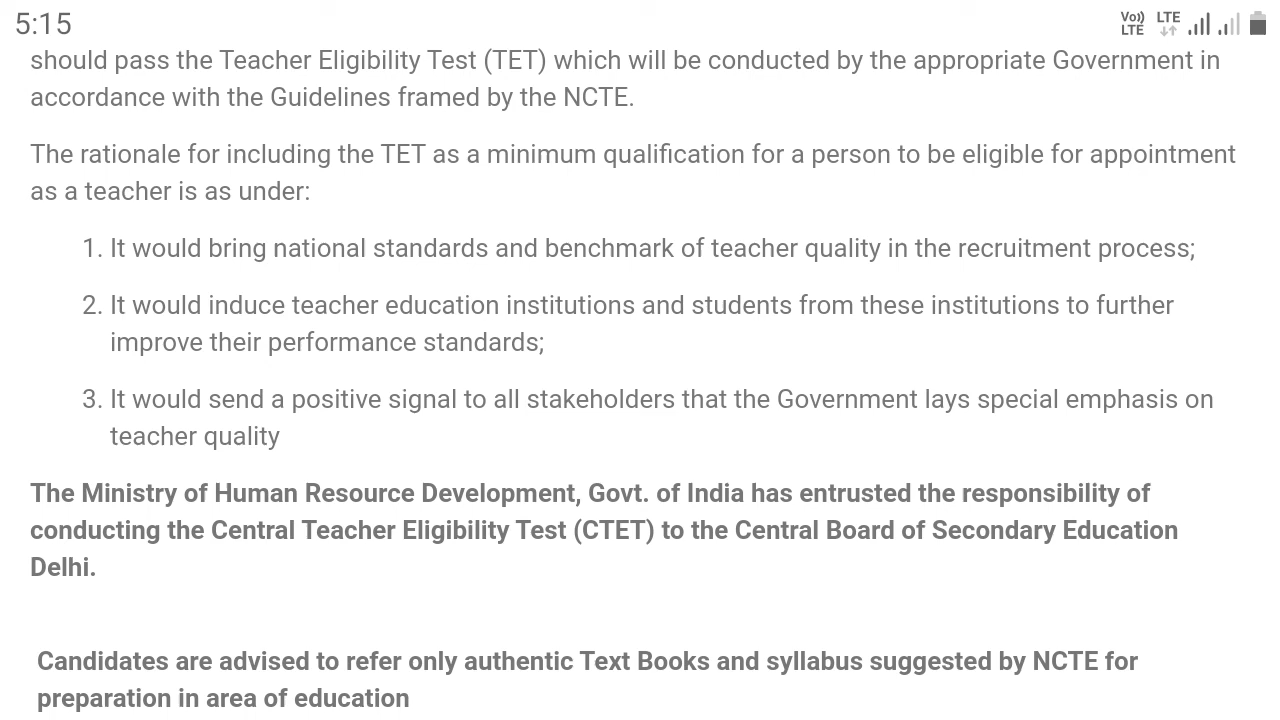 5:15
Vo)) LTE LTE
should pass the Teacher Eligibility Test (TET) which will be conducted by the appropriate Government in
accordance with the Guidelines framed by the NCTE.
The rationale for including the TET as a minimum qualification for a person to be eligible for appointment
as a teacher is as under:
1. It would bring national standards and benchmark of teacher quality in the recruitment process;
2. It would induce teacher education institutions and students from these institutions to further
improve their performance standards;
3. It would send a positive signal to all stakeholders that the Government lays special emphasis on
teacher quality
The Ministry of Human Resource Development, Govt. of India has entrusted the responsibility of
conducting the Central Teacher Eligibility Test (CTET) to the Central Board of Secondary Education
Delhi.
Candidates are advised to refer only authentic Text Books and syllabus suggested by NCTE for
preparation in area of education